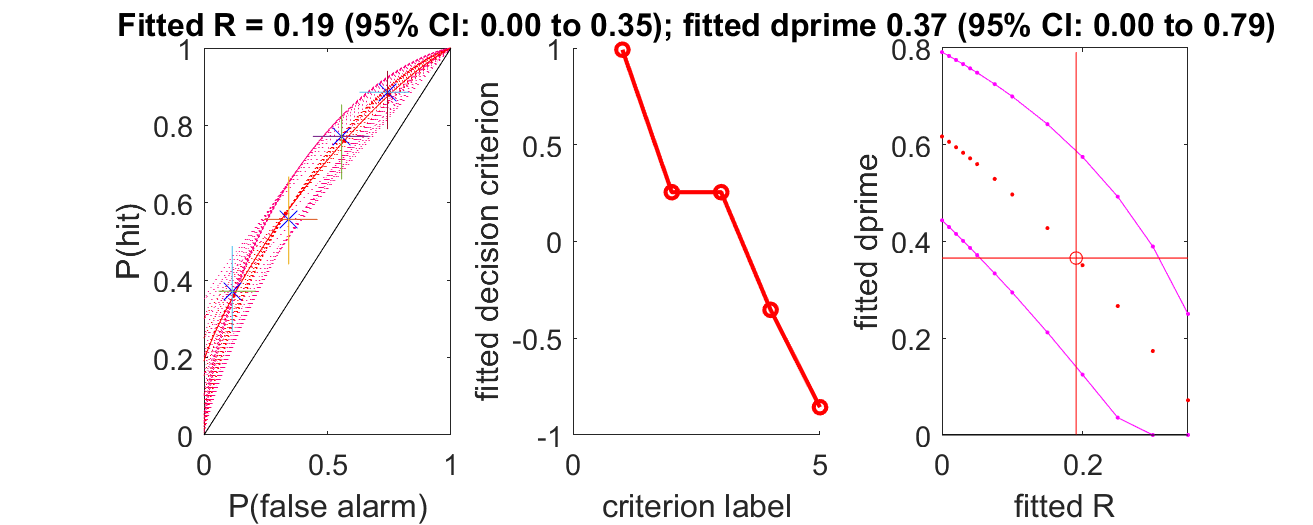 Fitted R = 0.19 (95% CI: 0.00 to 0.35); fitted dprime 0.37 (95% CI: 0.00 to 0.79)
P(hit)
1
0.8
0.6
0.4
0.2
0
0 0.5 1
P(false alarm)
fitted decision criterion
1
0.5
0
-0.5
-1
0 5
criterion label
fitted dprime
0.8
0.6
0.4
0.2
0
0 0.2
fitted R